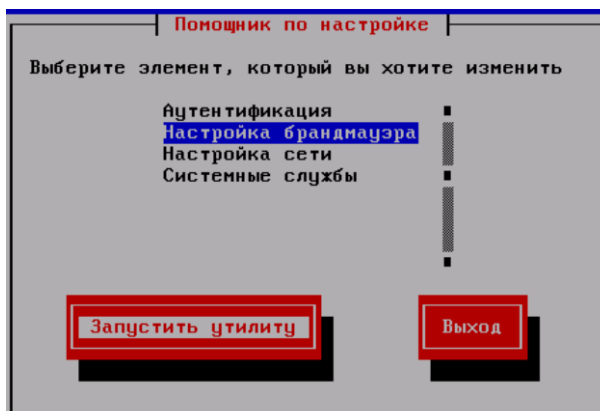 Помощник по настройке
Выберите элемент, который вы хотите изменить
Аутентификация
Настройка брандмауэра
Настройка сети
Системные службы
Запустить утилиту
Выход